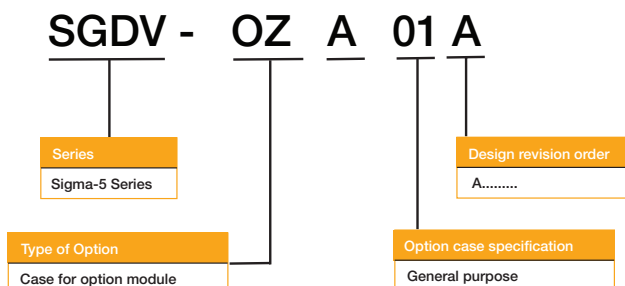 SGDV - OZ A 01 A
Series
Sigma-5 Series
Design revision order
A.........
Type of Option
Case for option module
Option case specification
General purpose